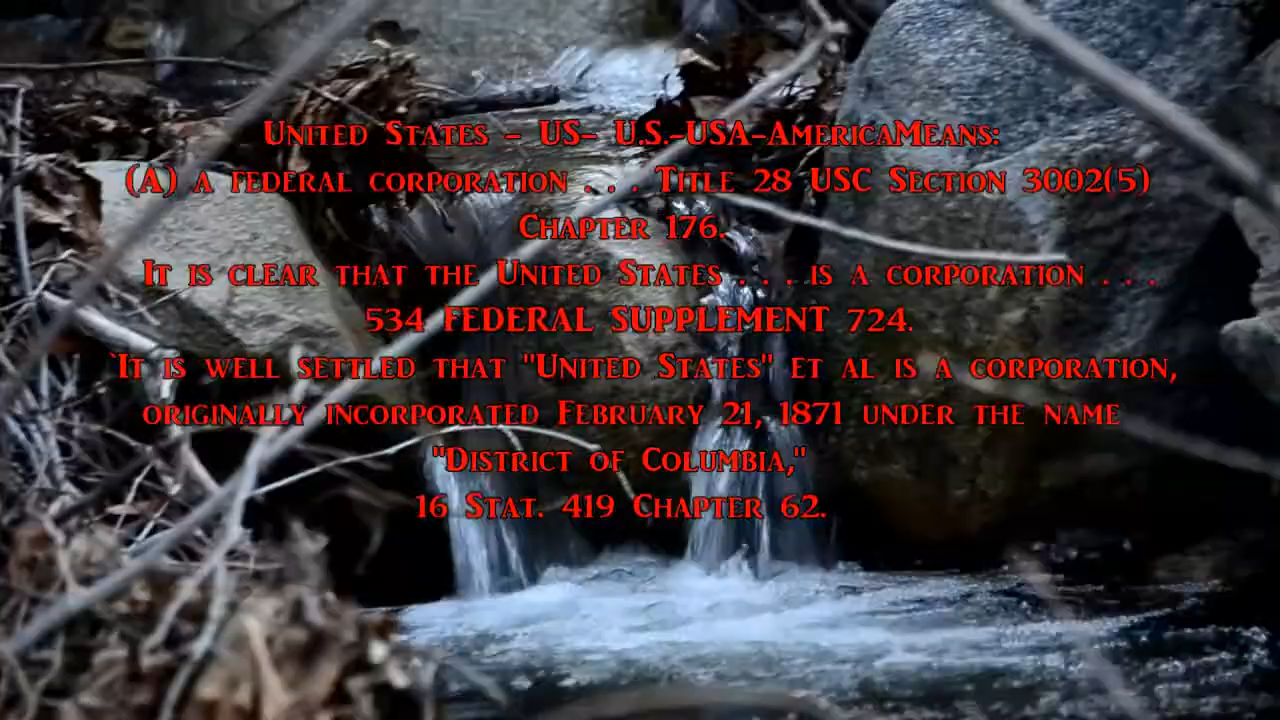 United States - US- U.S.-USA-AmericaMeans:
(A) a federal corporation . . . Title 28 USC Section 3002(5)
Chapter 176.
It is clear that the United States . . . is a corporation . . .
534 FEDERAL SUPPLEMENT 724.
`It is well settled that "United States" et al is a corporation,
originally incorporated February 21, 1871 under the name
"District of Columbia,"
16 Stat. 419 Chapter 62.